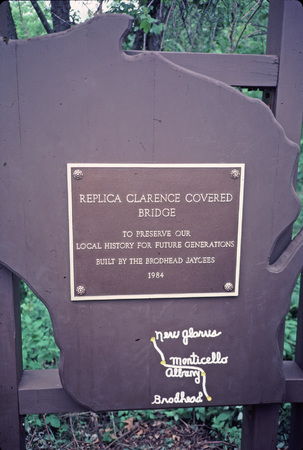 REPLICA CLARENCE COVERED
BRIDGE
TO PRESERVE OUR
LOCAL HISTORY FOR FUTURE GENERATIONS
BUILT BY THE BRODHEAD JAYCEES
1984
New glarus
Monticello
Albany
Brodhead